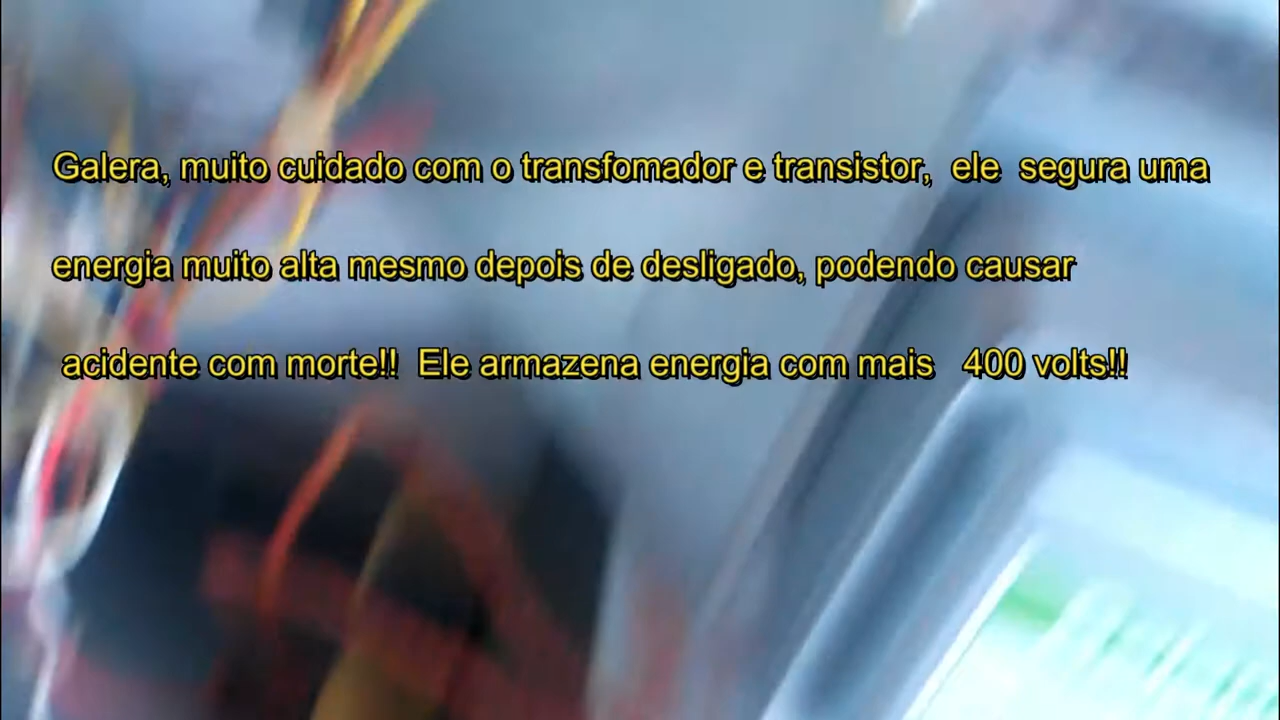 Galera, muito cuidado com o transfomador e transistor, ele segura uma
energia muito alta mesmo depois de desligado, podendo causar
acidente com morte!! Ele armazena energia com mais 400 volts!!